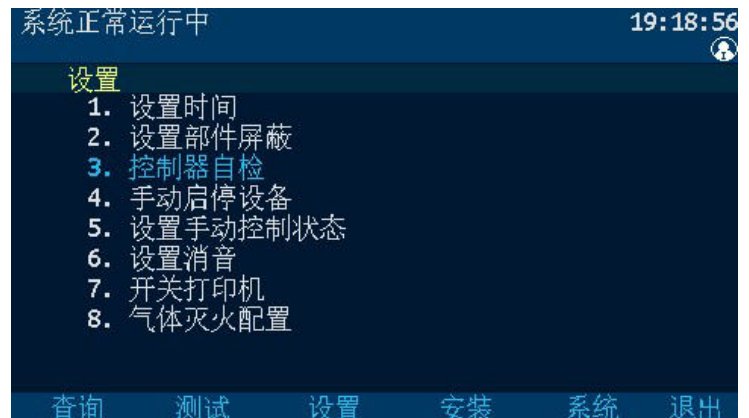 系统正常运行中 19:18:56
设置
1. 设置时间
2. 设置部件屏蔽
3. 控制器自检
4. 手动启停设备
5. 设置手动控制状态
6. 设置消音
7. 开关打印机
8. 气体灭火配置
查询 测试 设置 安装 系统 退出